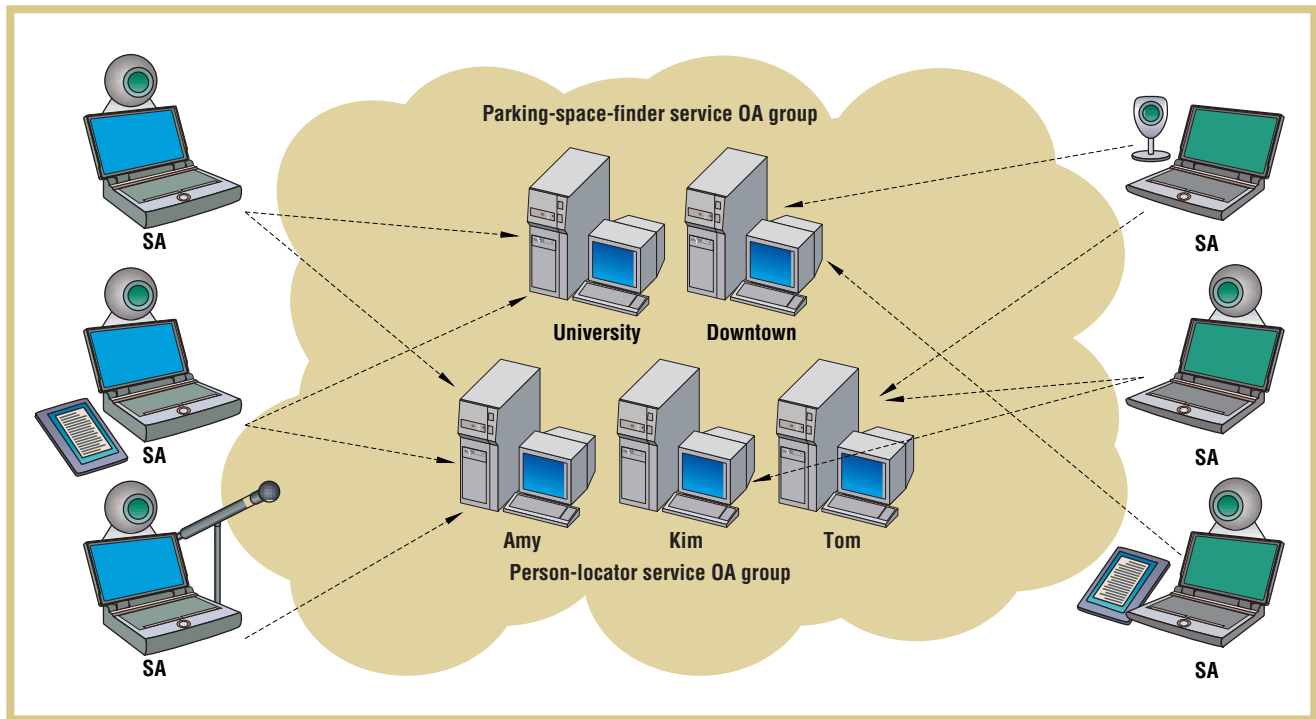 Parking-space-finder service OA group
SA
SA
University
Downtown
SA
SA
Amy
Kim
Tom
Person-locator service OA group
SA
SA